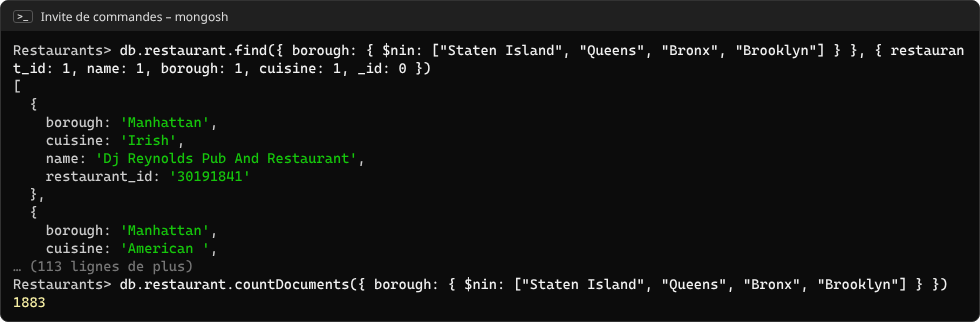 >_ Invite de commandes – mongosh
Restaurants> db.restaurant.find({ borough: { $nin: ["Staten Island", "Queens", "Bronx", "Brooklyn"] } }, { restauran
t_id: 1, name: 1, borough: 1, cuisine: 1, _id: 0 })
[
  {
    borough: 'Manhattan',
    cuisine: 'Irish',
    name: 'Dj Reynolds Pub And Restaurant',
    restaurant_id: '30191841'
  },
  {
    borough: 'Manhattan',
    cuisine: 'American ',
… (113 lignes de plus)
Restaurants> db.restaurant.countDocuments({ borough: { $nin: ["Staten Island", "Queens", "Bronx", "Brooklyn"] } })
1883